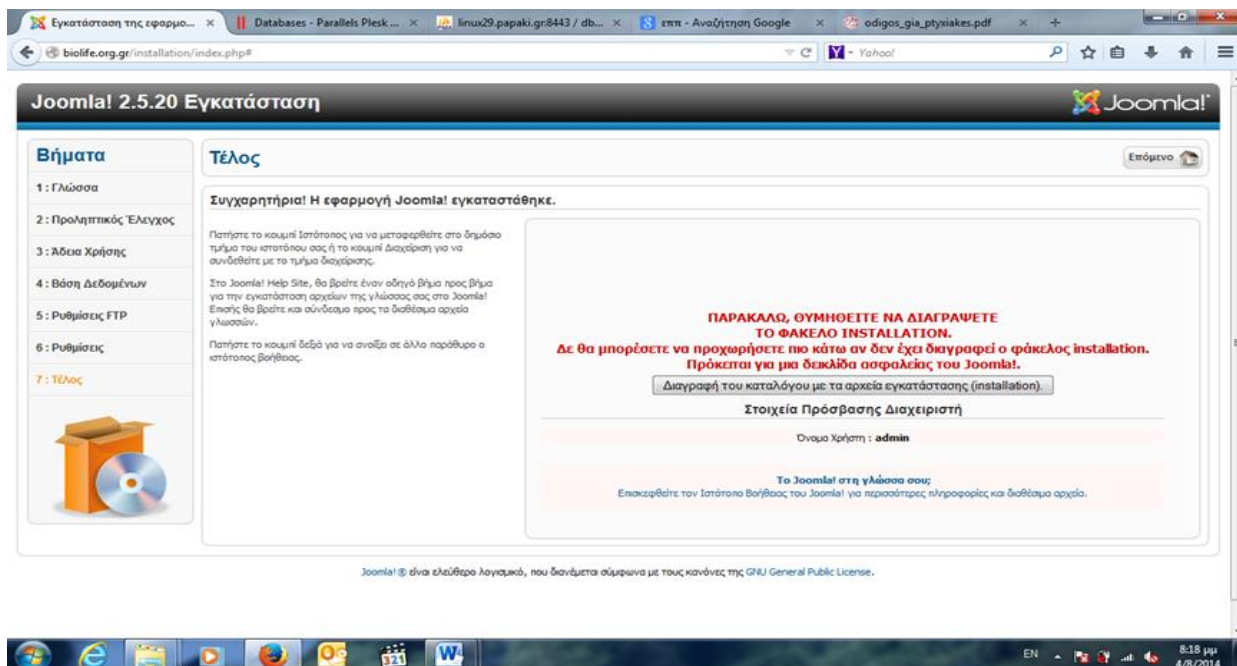 Εγκατάσταση της εφαρμο...
Databases - Parallels Plesk ...
linux29.papaki.gr:8443 / db...
επη - Αναζήτηση Google
odigos_gia_ptyxiakes.pdf
biolife.org.gr/installation/index.php#
Yahoo!
Joomla! 2.5.20 Εγκατάσταση
Joomla!
Βήματα
1 : Γλώσσα
2 : Προληπτικός Έλεγχος
3 : Άδεια Χρήσης
4 : Βάση Δεδομένων
5 : Ρυθμίσεις FTP
6 : Ρυθμίσεις
7 : Τέλος
Τέλος
Επόμενο
Συγχαρητήρια! Η εφαρμογή Joomla! εγκαταστάθηκε.
Πατήστε το κουμπί Ιστότοπος για να μεταφερθείτε στο δημόσιο
τμήμα του ιστοτόπου σας ή το κουμπί Διαχείριση για να
συνδεθείτε με το τμήμα διαχείρισης.
Στο Joomla! Help Site, θα βρείτε έναν οδηγό βήμα προς βήμα
για την εγκατάσταση αρχείων της γλώσσας σας στο Joomla!
Επισής θα βρείτε και σύνδεσμο προς τα διαθέσιμα αρχεία
γλωσσών.
Πατήστε το κουμπί δεξιά για να ανοίξει σε άλλο παράθυρο ο
ιστότοπος βοήθειας.
ΠΑΡΑΚΑΛΩ, ΘΥΜΗΘΕΙΤΕ ΝΑ ΔΙΑΓΡΑΨΕΤΕ
ΤΟ ΦΑΚΕΛΟ INSTALLATION.
Δε θα μπορέσετε να προχωρήσετε πιο κάτω αν δεν έχει διαγραφεί ο φάκελος installation.
Πρόκειται για μια δεικλίδα ασφαλείας του Joomla!.
Διαγραφή του καταλόγου με τα αρχεία εγκατάστασης (installation).
Στοιχεία Πρόσβασης Διαχειριστή
Όνομα Χρήστη : admin
Το Joomla! στη γλώσσα σου;
Επισκεφθείτε τον Ιστότοπο Βοήθειας του Joomla! για περισσότερες πληροφορίες και διαθέσιμα αρχεία.
Joomla! ® είναι ελεύθερο λογισμικό, που διανέμεται σύμφωνα με τους κανόνες της GNU General Public License.
321
EN
8:18 μμ
4/8/2014